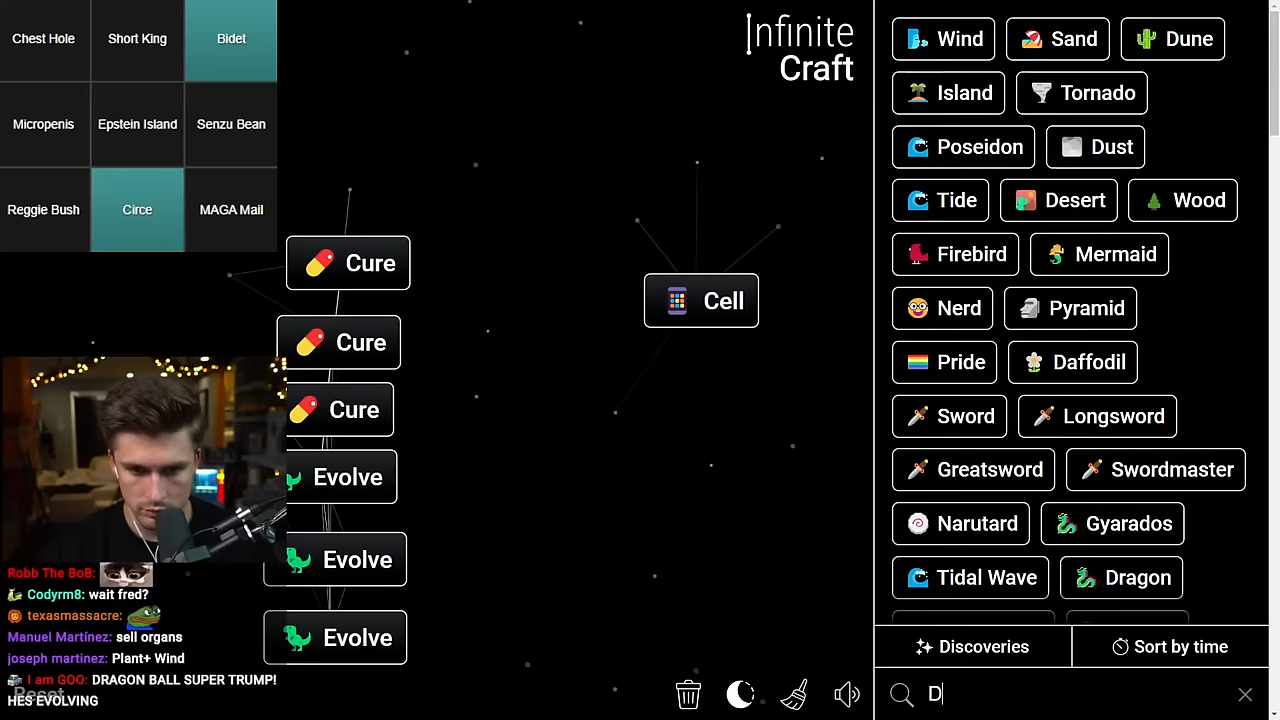 Chest Hole Short King Bidet
Micropenis Epstein Island Senzu Bean
Reggie Bush Circe MAGA Mail
Infinite
Craft
Cure
Cure
Cure
Evolve
Evolve
Evolve
Cell
Wind Sand Dune
Island Tornado
Poseidon Dust
Tide Desert Wood
Firebird Mermaid
Nerd Pyramid
Pride Daffodil
Sword Longsword
Greatsword Swordmaster
Narutard Gyarados
Tidal Wave Dragon
Discoveries Sort by time
D
Robb The BoB:
Codyrm8: wait fred?
texasmassacre:
Manuel Martínez: sell organs
joseph martinez: Plant+ Wind
I am GOO: DRAGON BALL SUPER TRUMP!
HES EVOLVING
Reset